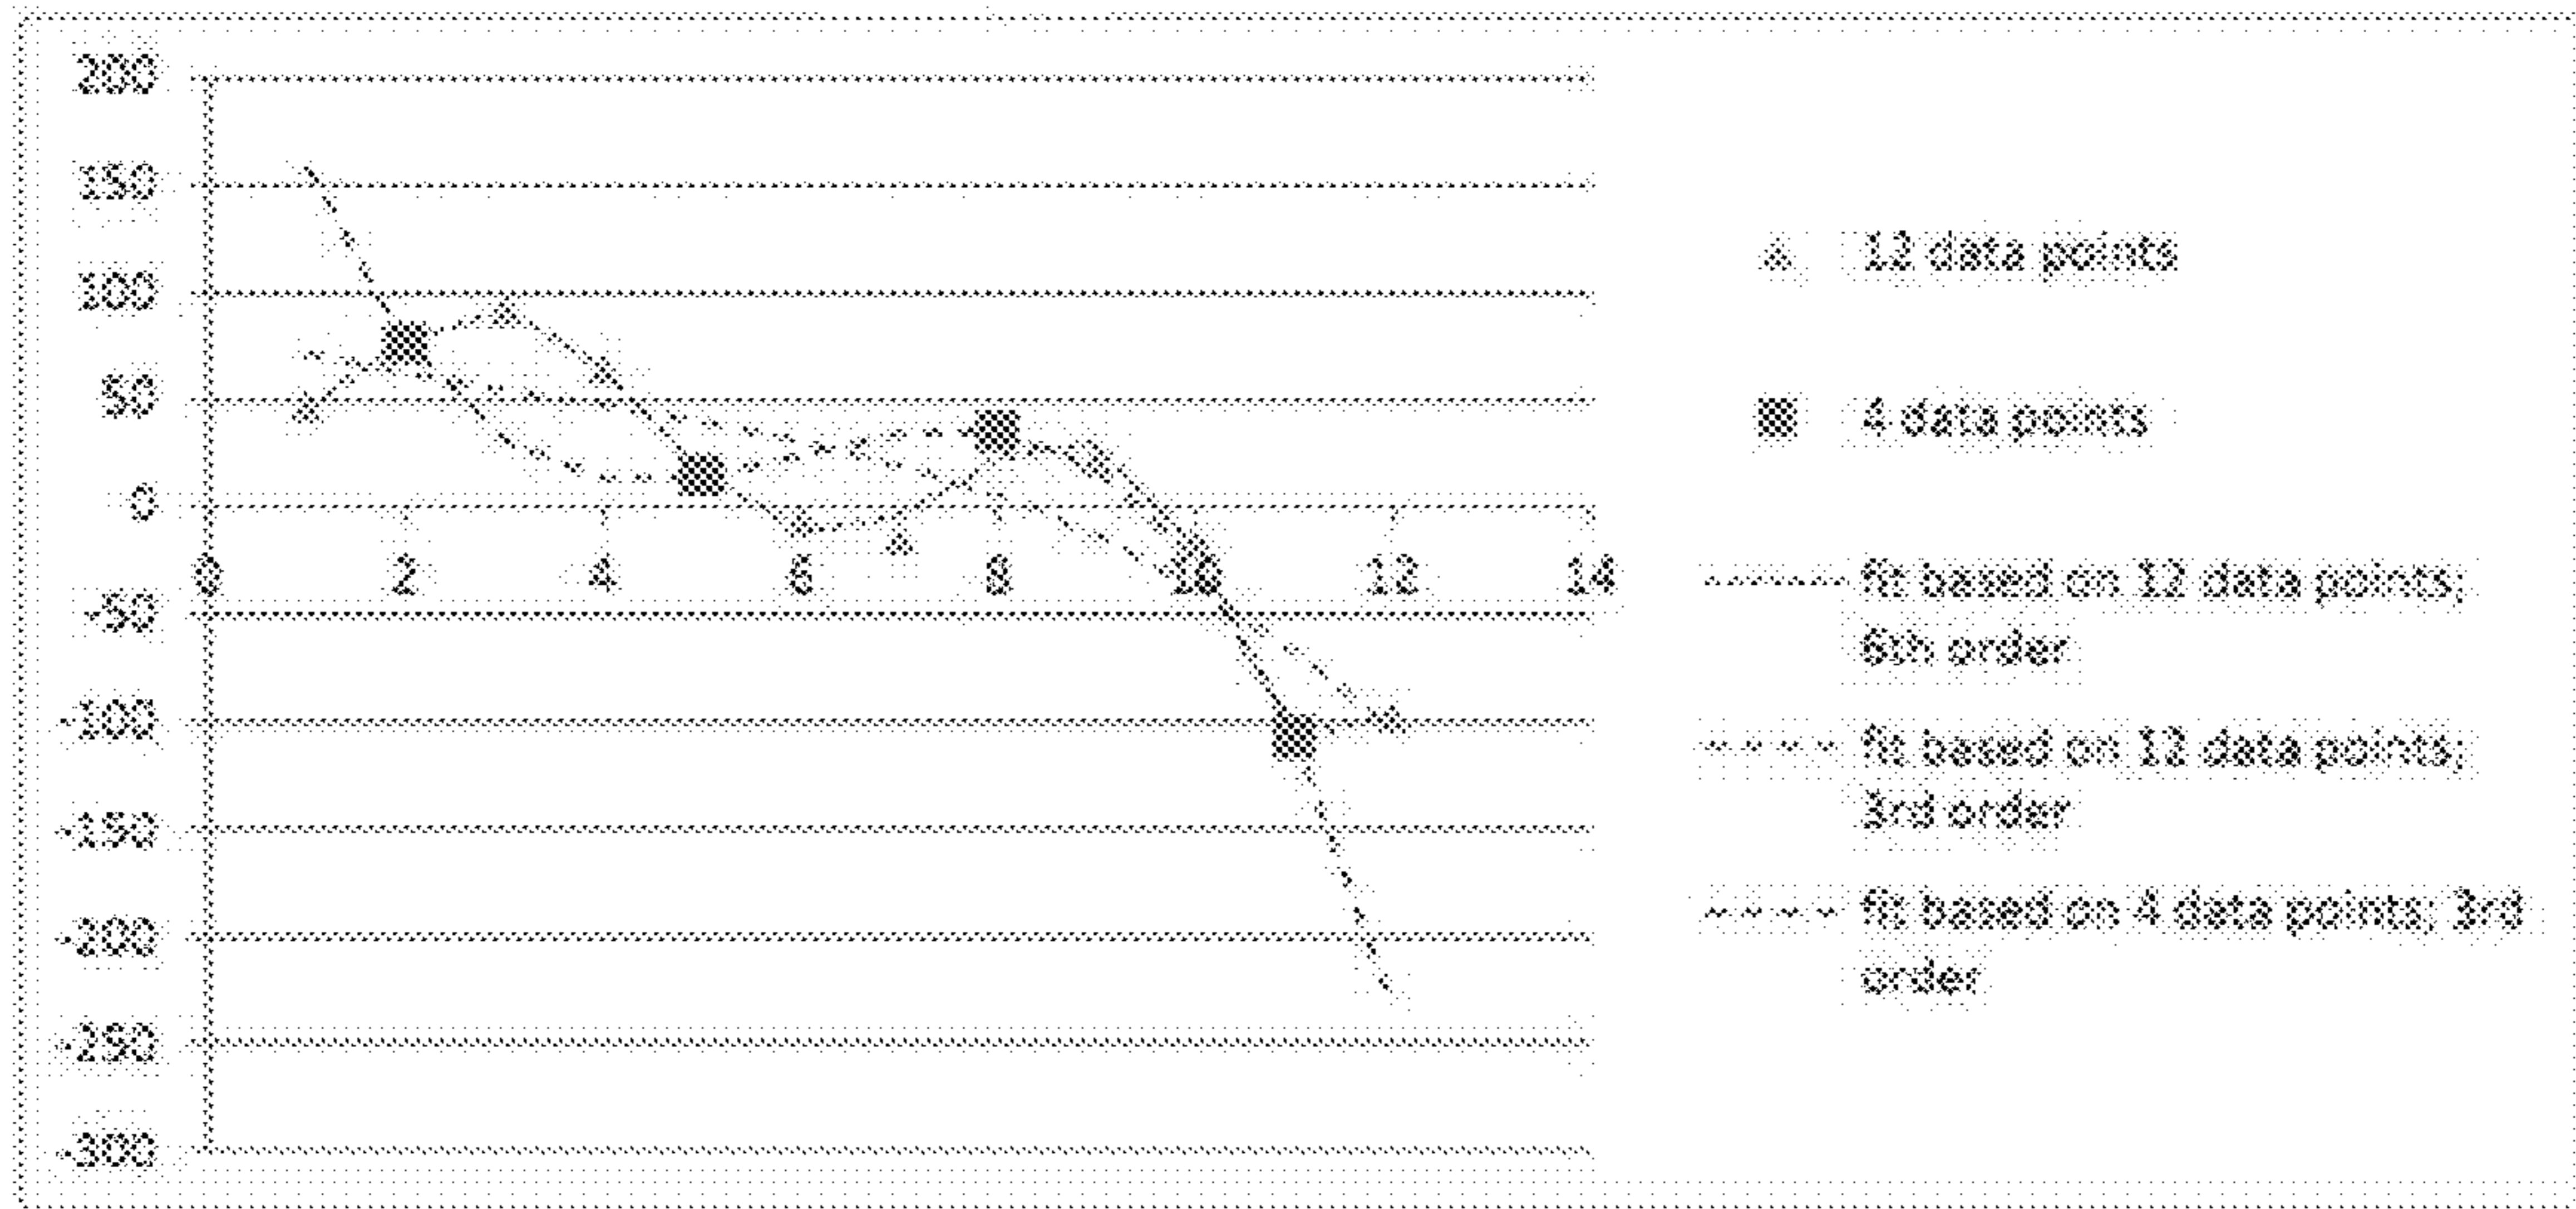 200
150
100
50
0
-50
-100
-150
-200
-250
-300
0 2 4 6 8 10 12 14
12 data points
4 data points
fit based on 12 data points;
6th order
fit based on 12 data points;
3rd order
fit based on 4 data points; 3rd
order